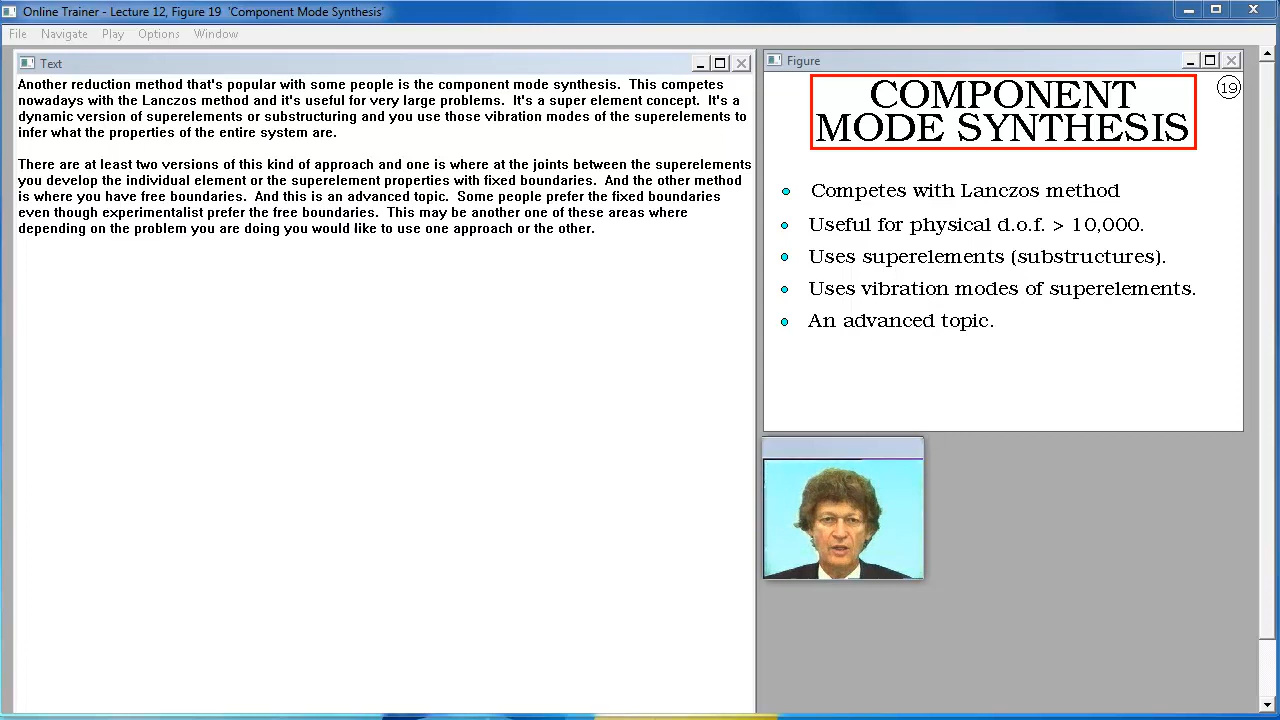 Online Trainer - Lecture 12, Figure 19 'Component Mode Synthesis'
File Navigate Play Options Window
Text
Another reduction method that's popular with some people is the component mode synthesis. This competes
nowadays with the Lanczos method and it's useful for very large problems. It's a super element concept. It's a
dynamic version of superelements or substructuring and you use those vibration modes of the superelements to
infer what the properties of the entire system are.
There are at least two versions of this kind of approach and one is where at the joints between the superelements
you develop the individual element or the superelement properties with fixed boundaries. And the other method
is where you have free boundaries. And this is an advanced topic. Some people prefer the fixed boundaries
even though experimentalist prefer the free boundaries. This may be another one of these areas where
depending on the problem you are doing you would like to use one approach or the other.
Figure
COMPONENT
MODE SYNTHESIS
19
Competes with Lanczos method
Useful for physical d.o.f. > 10,000.
Uses superelements (substructures).
Uses vibration modes of superelements.
An advanced topic.